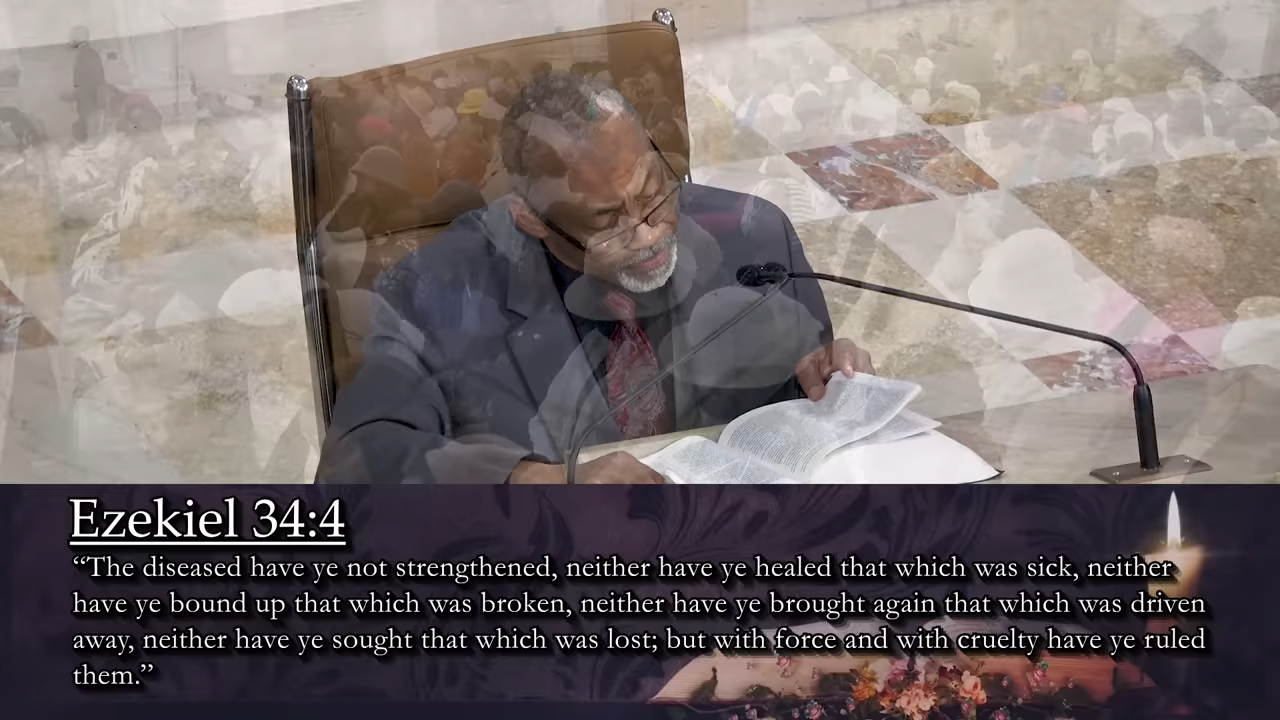 Ezekiel 34:4
“The diseased have ye not strengthened, neither have ye healed that which was sick, neither
have ye bound up that which was broken, neither have ye brought again that which was driven
away, neither have ye sought that which was lost; but with force and with cruelty have ye ruled
them.”